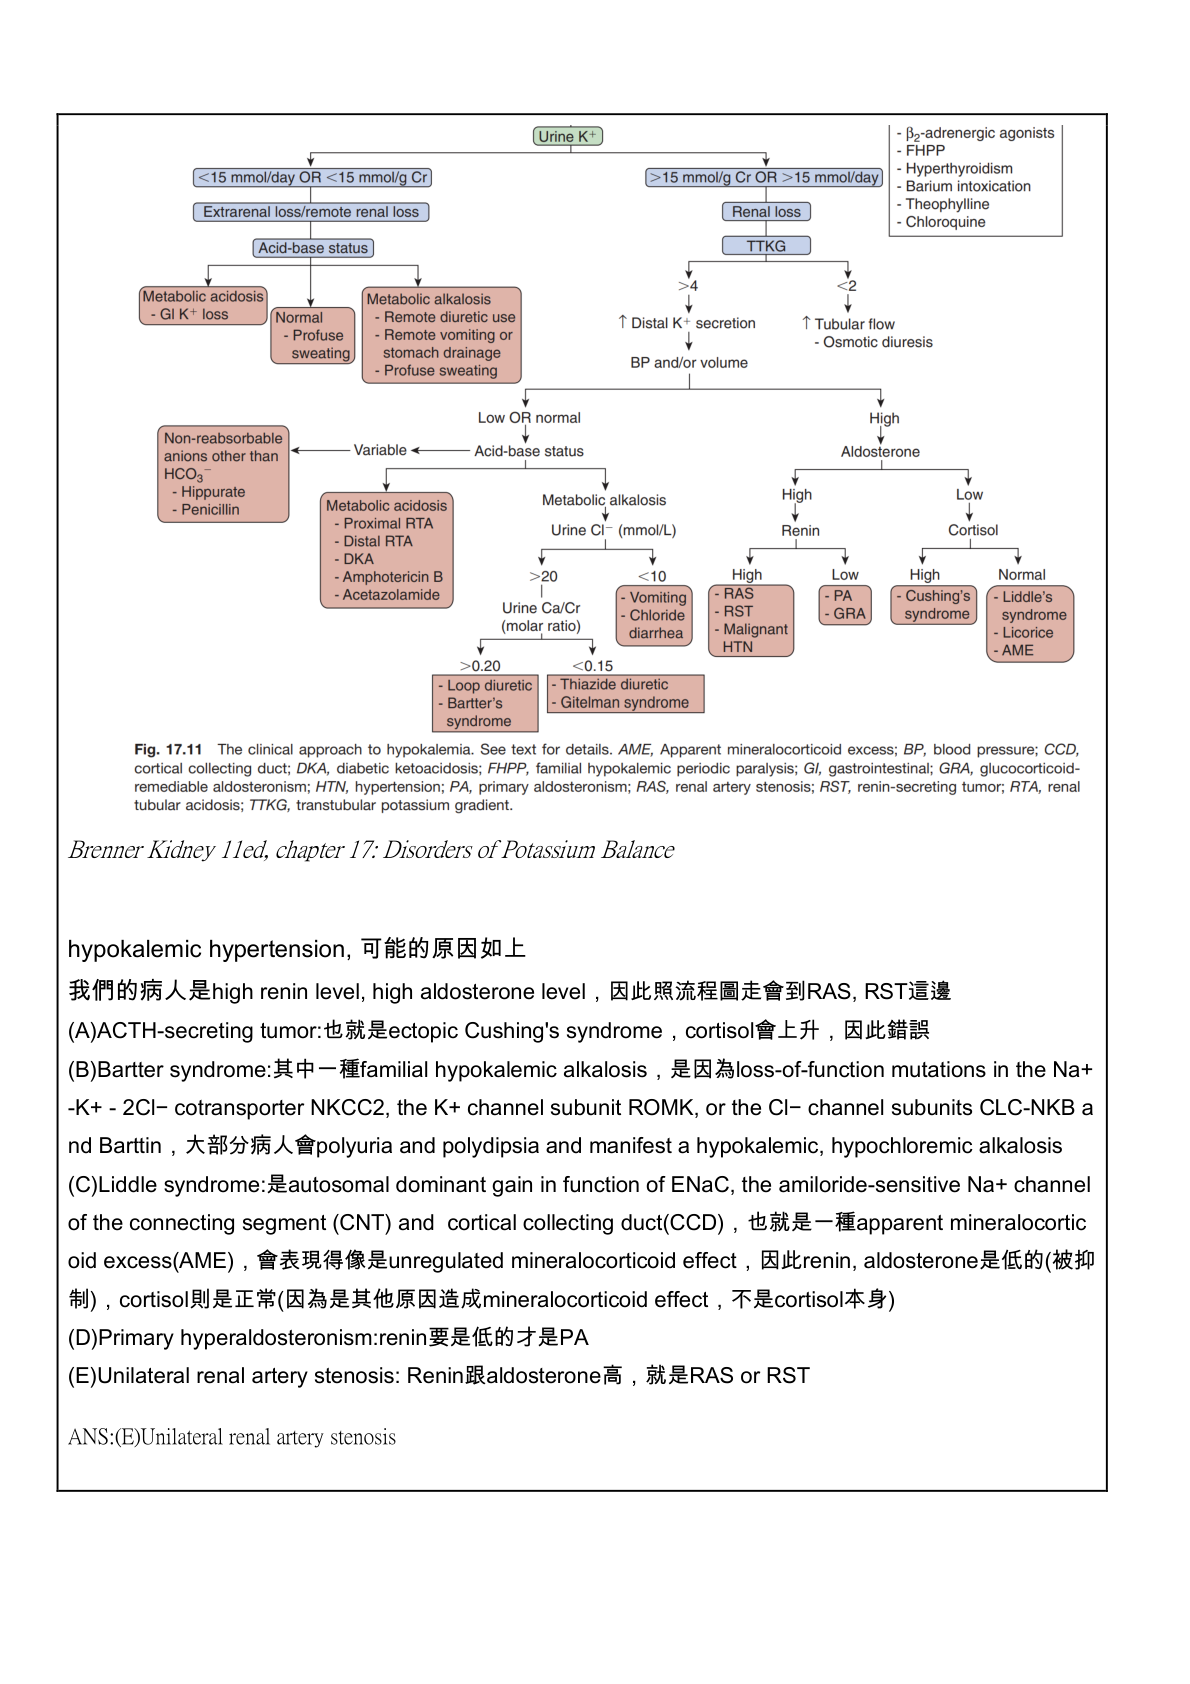 Urine K+
<15 mmol/day OR <15 mmol/g Cr
>15 mmol/g Cr OR >15 mmol/day
- β2-adrenergic agonists
- FHPP
- Hyperthyroidism
- Barium intoxication
- Theophylline
- Chloroquine
Extrarenal loss/remote renal loss
Renal loss
Acid-base status
TTKG
Metabolic acidosis
- GI K+ loss
Normal
- Profuse
sweating
Metabolic alkalosis
- Remote diuretic use
- Remote vomiting or
stomach drainage
- Profuse sweating
>4
<2
↑ Distal K+ secretion
↑ Tubular flow
- Osmotic diuresis
BP and/or volume
Low OR normal
High
Non-reabsorbable
anions other than
HCO3−
- Hippurate
- Penicillin
Variable
Acid-base status
Aldosterone
Metabolic acidosis
- Proximal RTA
- Distal RTA
- DKA
- Amphotericin B
- Acetazolamide
Metabolic alkalosis
Urine Cl− (mmol/L)
High
Low
Renin
Cortisol
>20
<10
High
Low
High
Normal
Urine Ca/Cr
(molar ratio)
- Vomiting
- Chloride
diarrhea
- RAS
- RST
- Malignant
HTN
- PA
- GRA
- Cushing's
syndrome
- Liddle's
syndrome
- Licorice
- AME
>0.20
<0.15
- Loop diuretic
- Bartter's
syndrome
- Thiazide diuretic
- Gitelman syndrome
Fig. 17.11 The clinical approach to hypokalemia. See text for details. AME, Apparent mineralocorticoid excess; BP, blood pressure; CCD,
cortical collecting duct; DKA, diabetic ketoacidosis; FHPP, familial hypokalemic periodic paralysis; GI, gastrointestinal; GRA, glucocorticoid-
remediable aldosteronism; HTN, hypertension; PA, primary aldosteronism; RAS, renal artery stenosis; RST, renin-secreting tumor; RTA, renal
tubular acidosis; TTKG, transtubular potassium gradient.
Brenner Kidney 11ed, chapter 17: Disorders of Potassium Balance
hypokalemic hypertension, 可能的原因如上
我們的病人是high renin level, high aldosterone level，因此照流程圖走會到RAS, RST這邊
(A)ACTH-secreting tumor:也就是ectopic Cushing's syndrome，cortisol會上升，因此錯誤
(B)Bartter syndrome:其中一種familial hypokalemic alkalosis，是因為loss-of-function mutations in the Na+
-K+ - 2Cl− cotransporter NKCC2, the K+ channel subunit ROMK, or the Cl− channel subunits CLC-NKB a
nd Barttin，大部分病人會polyuria and polydipsia and manifest a hypokalemic, hypochloremic alkalosis
(C)Liddle syndrome:是autosomal dominant gain in function of ENaC, the amiloride-sensitive Na+ channel
of the connecting segment (CNT) and  cortical collecting duct(CCD)，也就是一種apparent mineralocortic
oid excess(AME)，會表現得像是unregulated mineralocorticoid effect，因此renin, aldosterone是低的(被抑
制)，cortisol則是正常(因為是其他原因造成mineralocorticoid effect，不是cortisol本身)
(D)Primary hyperaldosteronism:renin要是低的才是PA
(E)Unilateral renal artery stenosis: Renin跟aldosterone高，就是RAS or RST
ANS:(E)Unilateral renal artery stenosis